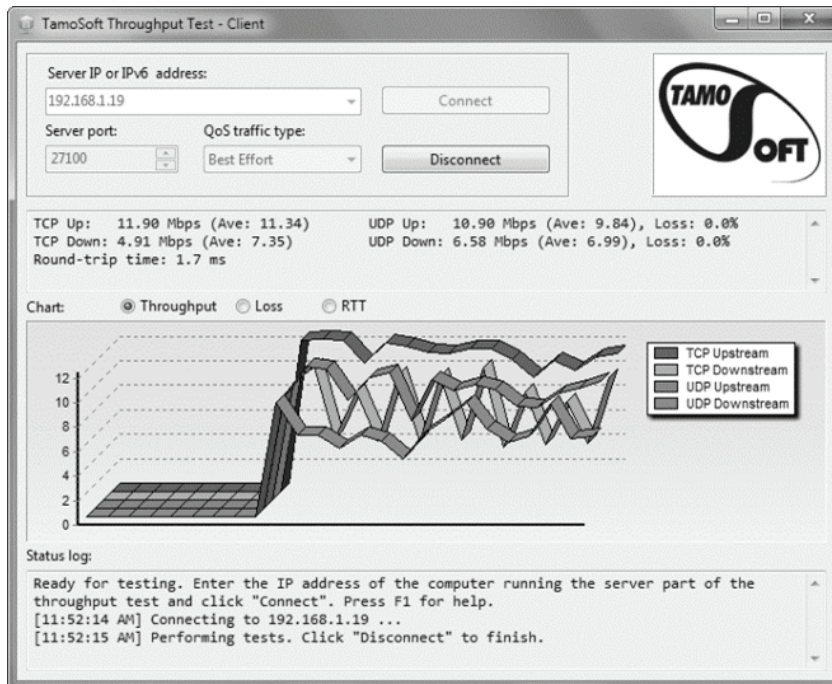 TamoSoft Throughput Test - Client
Server IP or IPv6 address:
192.168.1.19
Connect
Server port:
QoS traffic type:
27100
Best Effort
Disconnect
TAMO
SOFT
TCP Up: 11.90 Mbps (Ave: 11.34) UDP Up: 10.90 Mbps (Ave: 9.84), Loss: 0.0%
TCP Down: 4.91 Mbps (Ave: 7.35) UDP Down: 6.58 Mbps (Ave: 6.99), Loss: 0.0%
Round-trip time: 1.7 ms
Chart:
Throughput
Loss
RTT
12
10
8
6
4
2
0
TCP Upstream
TCP Downstream
UDP Upstream
UDP Downstream
Status log:
Ready for testing. Enter the IP address of the computer running the server part of the
throughput test and click "Connect". Press F1 for help.
[11:52:14 AM] Connecting to 192.168.1.19 ...
[11:52:15 AM] Performing tests. Click "Disconnect" to finish.